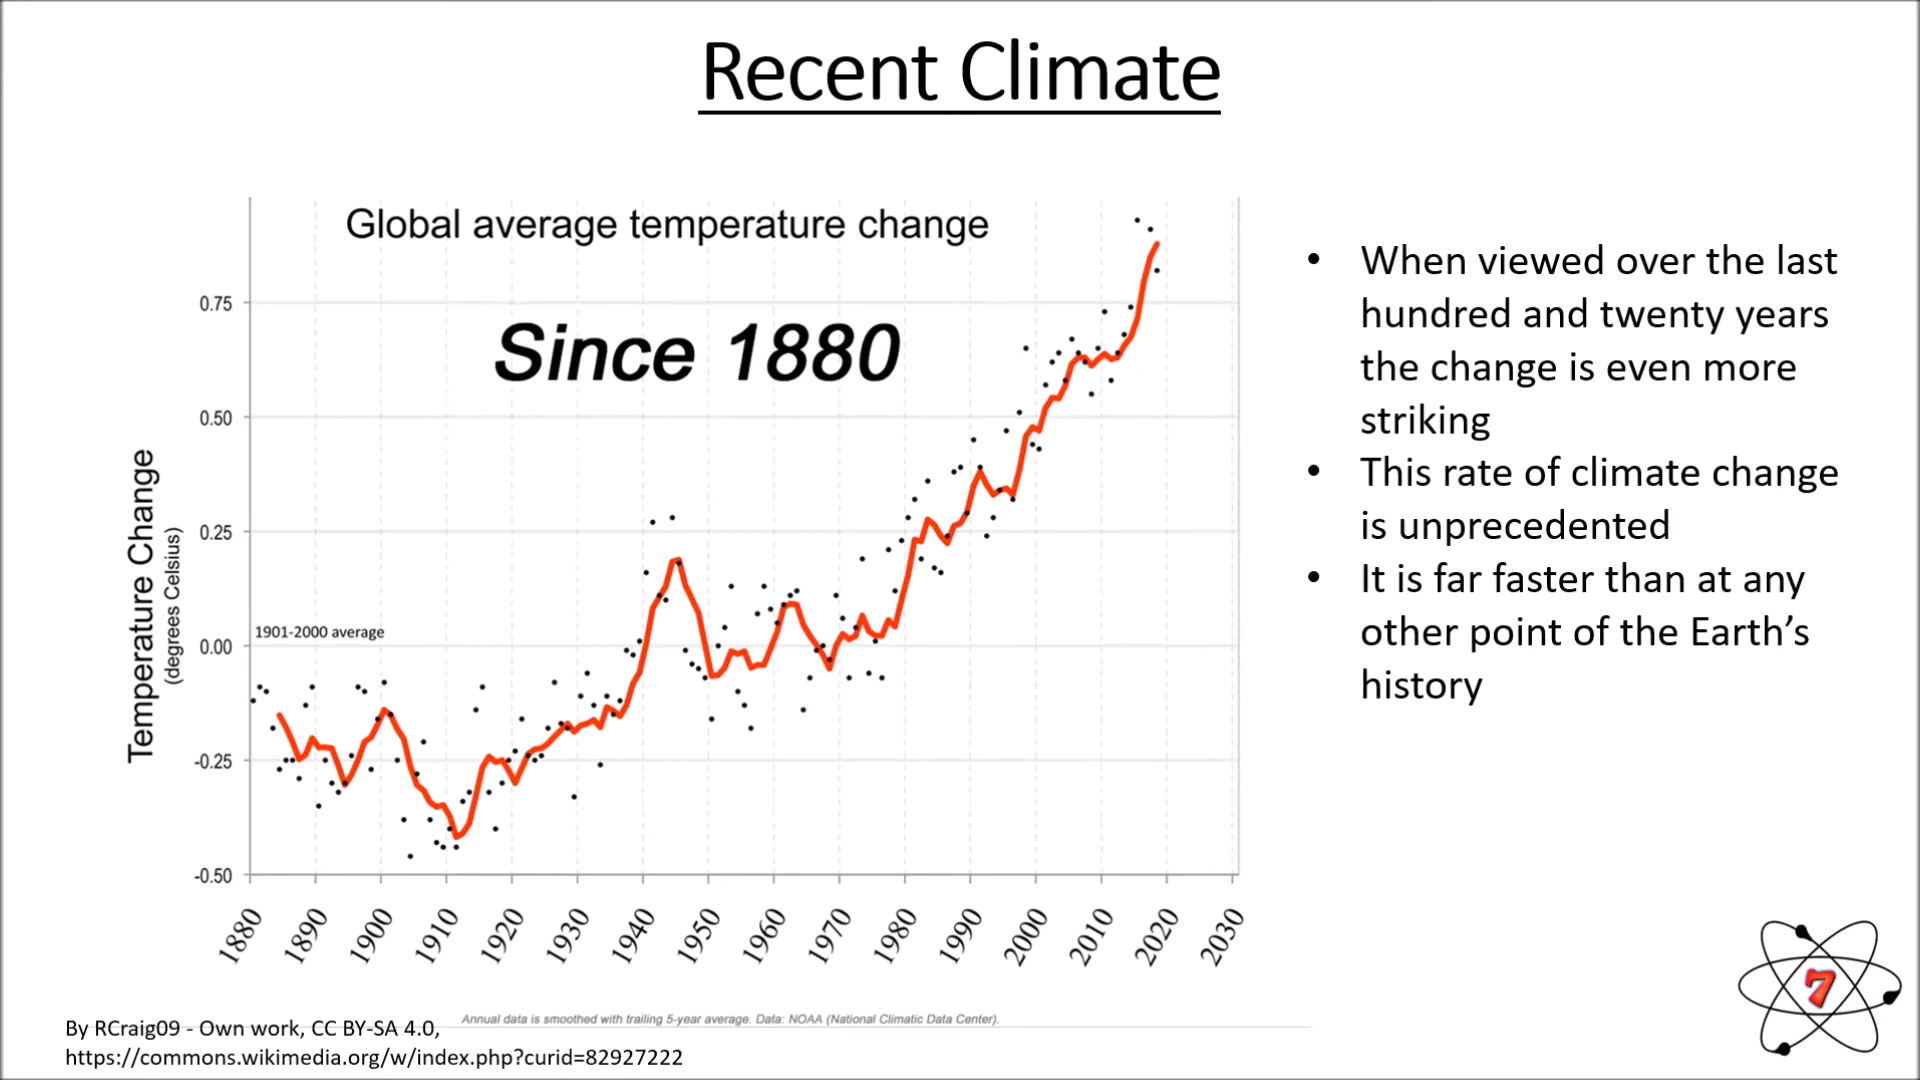 Recent Climate
Global average temperature change
Since 1880
Temperature Change
(degrees Celsius)
0.75
0.50
0.25
1901-2000 average
0.00
-0.25
-0.50
1880 1890 1900 1910 1920 1930 1940 1950 1960 1970 1980 1990 2000 2010 2020 2030
Annual data is smoothed with trailing 5-year average. Data: NOAA (National Climatic Data Center).
• When viewed over the last
hundred and twenty years
the change is even more
striking
• This rate of climate change
is unprecedented
• It is far faster than at any
other point of the Earth’s
history
By RCraig09 - Own work, CC BY-SA 4.0,
https://commons.wikimedia.org/w/index.php?curid=82927222
7